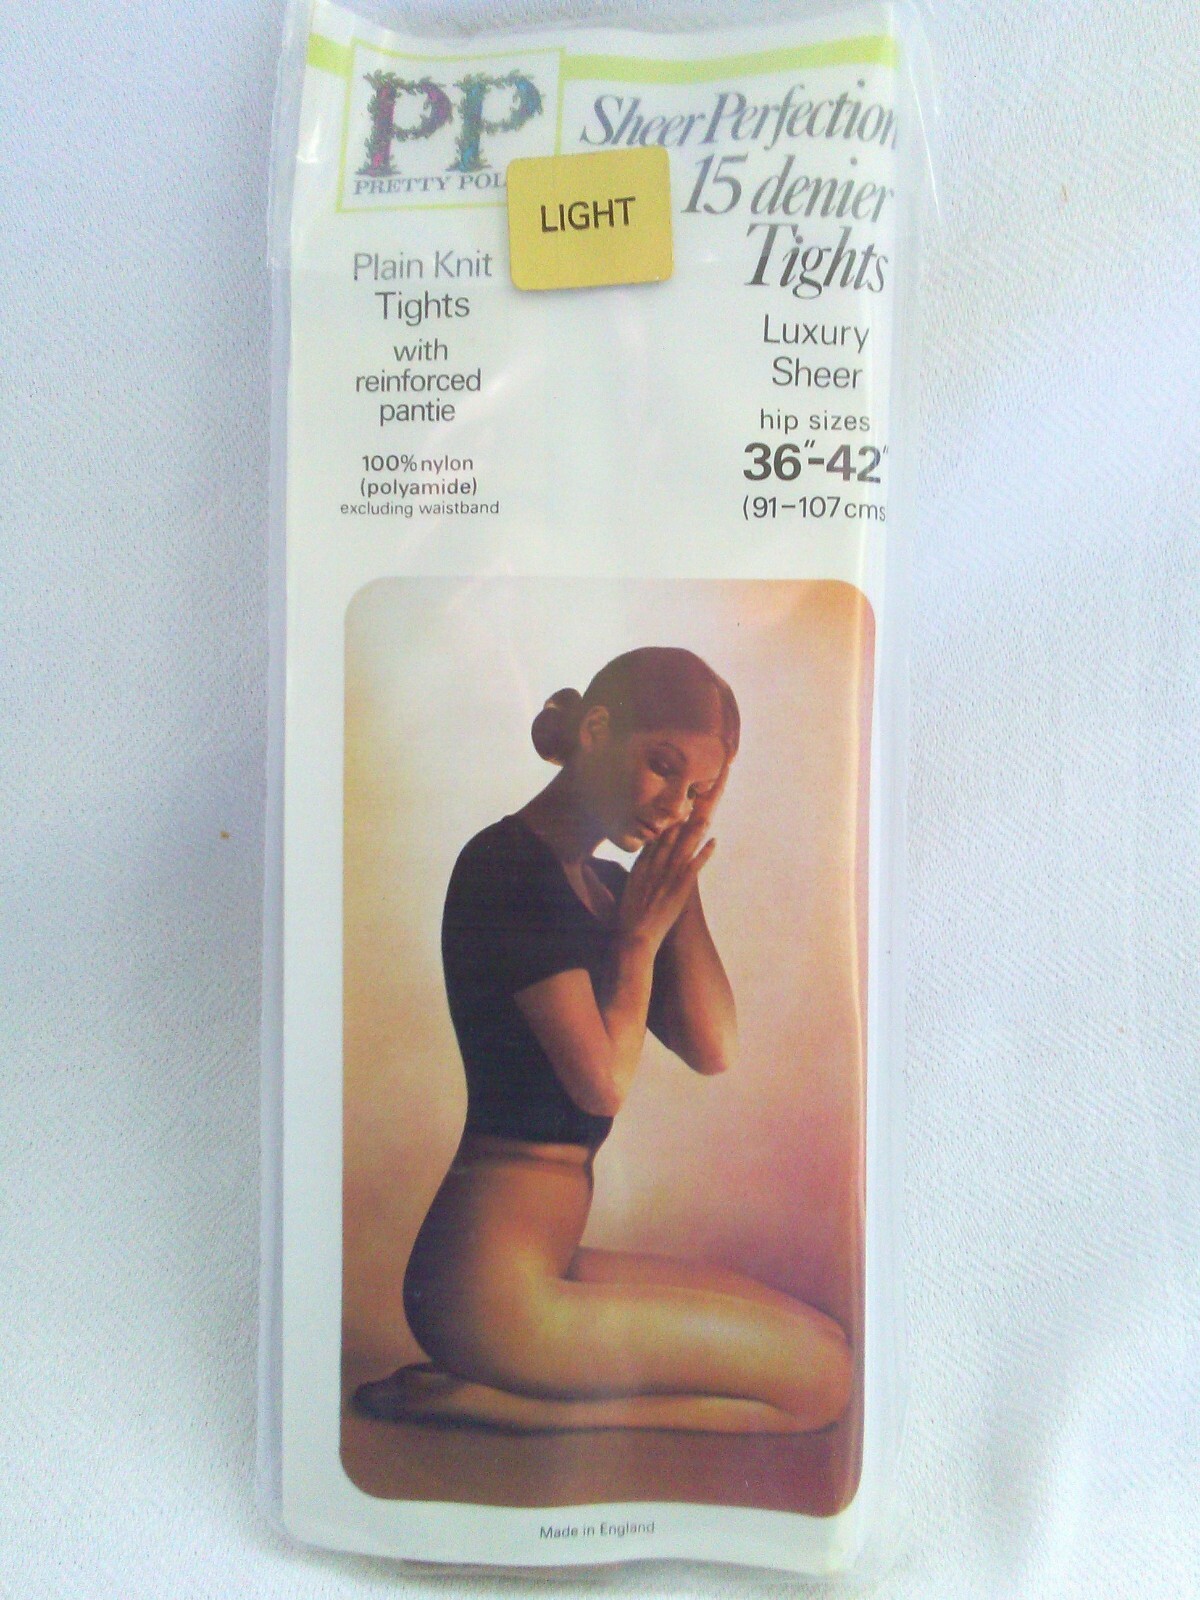 PP
PRETTY POL
LIGHT
Sheer Perfection
15 denier
Tights
Plain Knit
Tights
with
reinforced
pantie
100% nylon
(polyamide)
excluding waistband
Luxury
Sheer
hip sizes
36"-42"
(91-107cms
Made in England